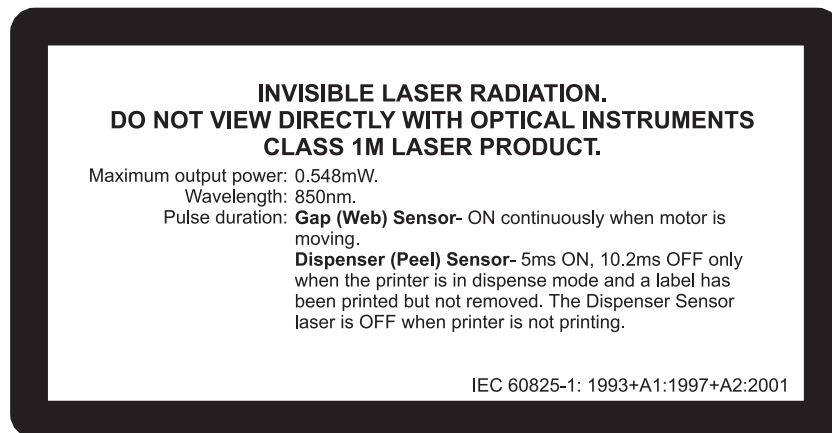 INVISIBLE LASER RADIATION.
DO NOT VIEW DIRECTLY WITH OPTICAL INSTRUMENTS
CLASS 1M LASER PRODUCT.
Maximum output power: 0.548mW.
Wavelength: 850nm.
Pulse duration: Gap (Web) Sensor- ON continuously when motor is
moving.
Dispenser (Peel) Sensor- 5ms ON, 10.2ms OFF only
when the printer is in dispense mode and a label has
been printed but not removed. The Dispenser Sensor
laser is OFF when printer is not printing.
IEC 60825-1: 1993+A1:1997+A2:2001